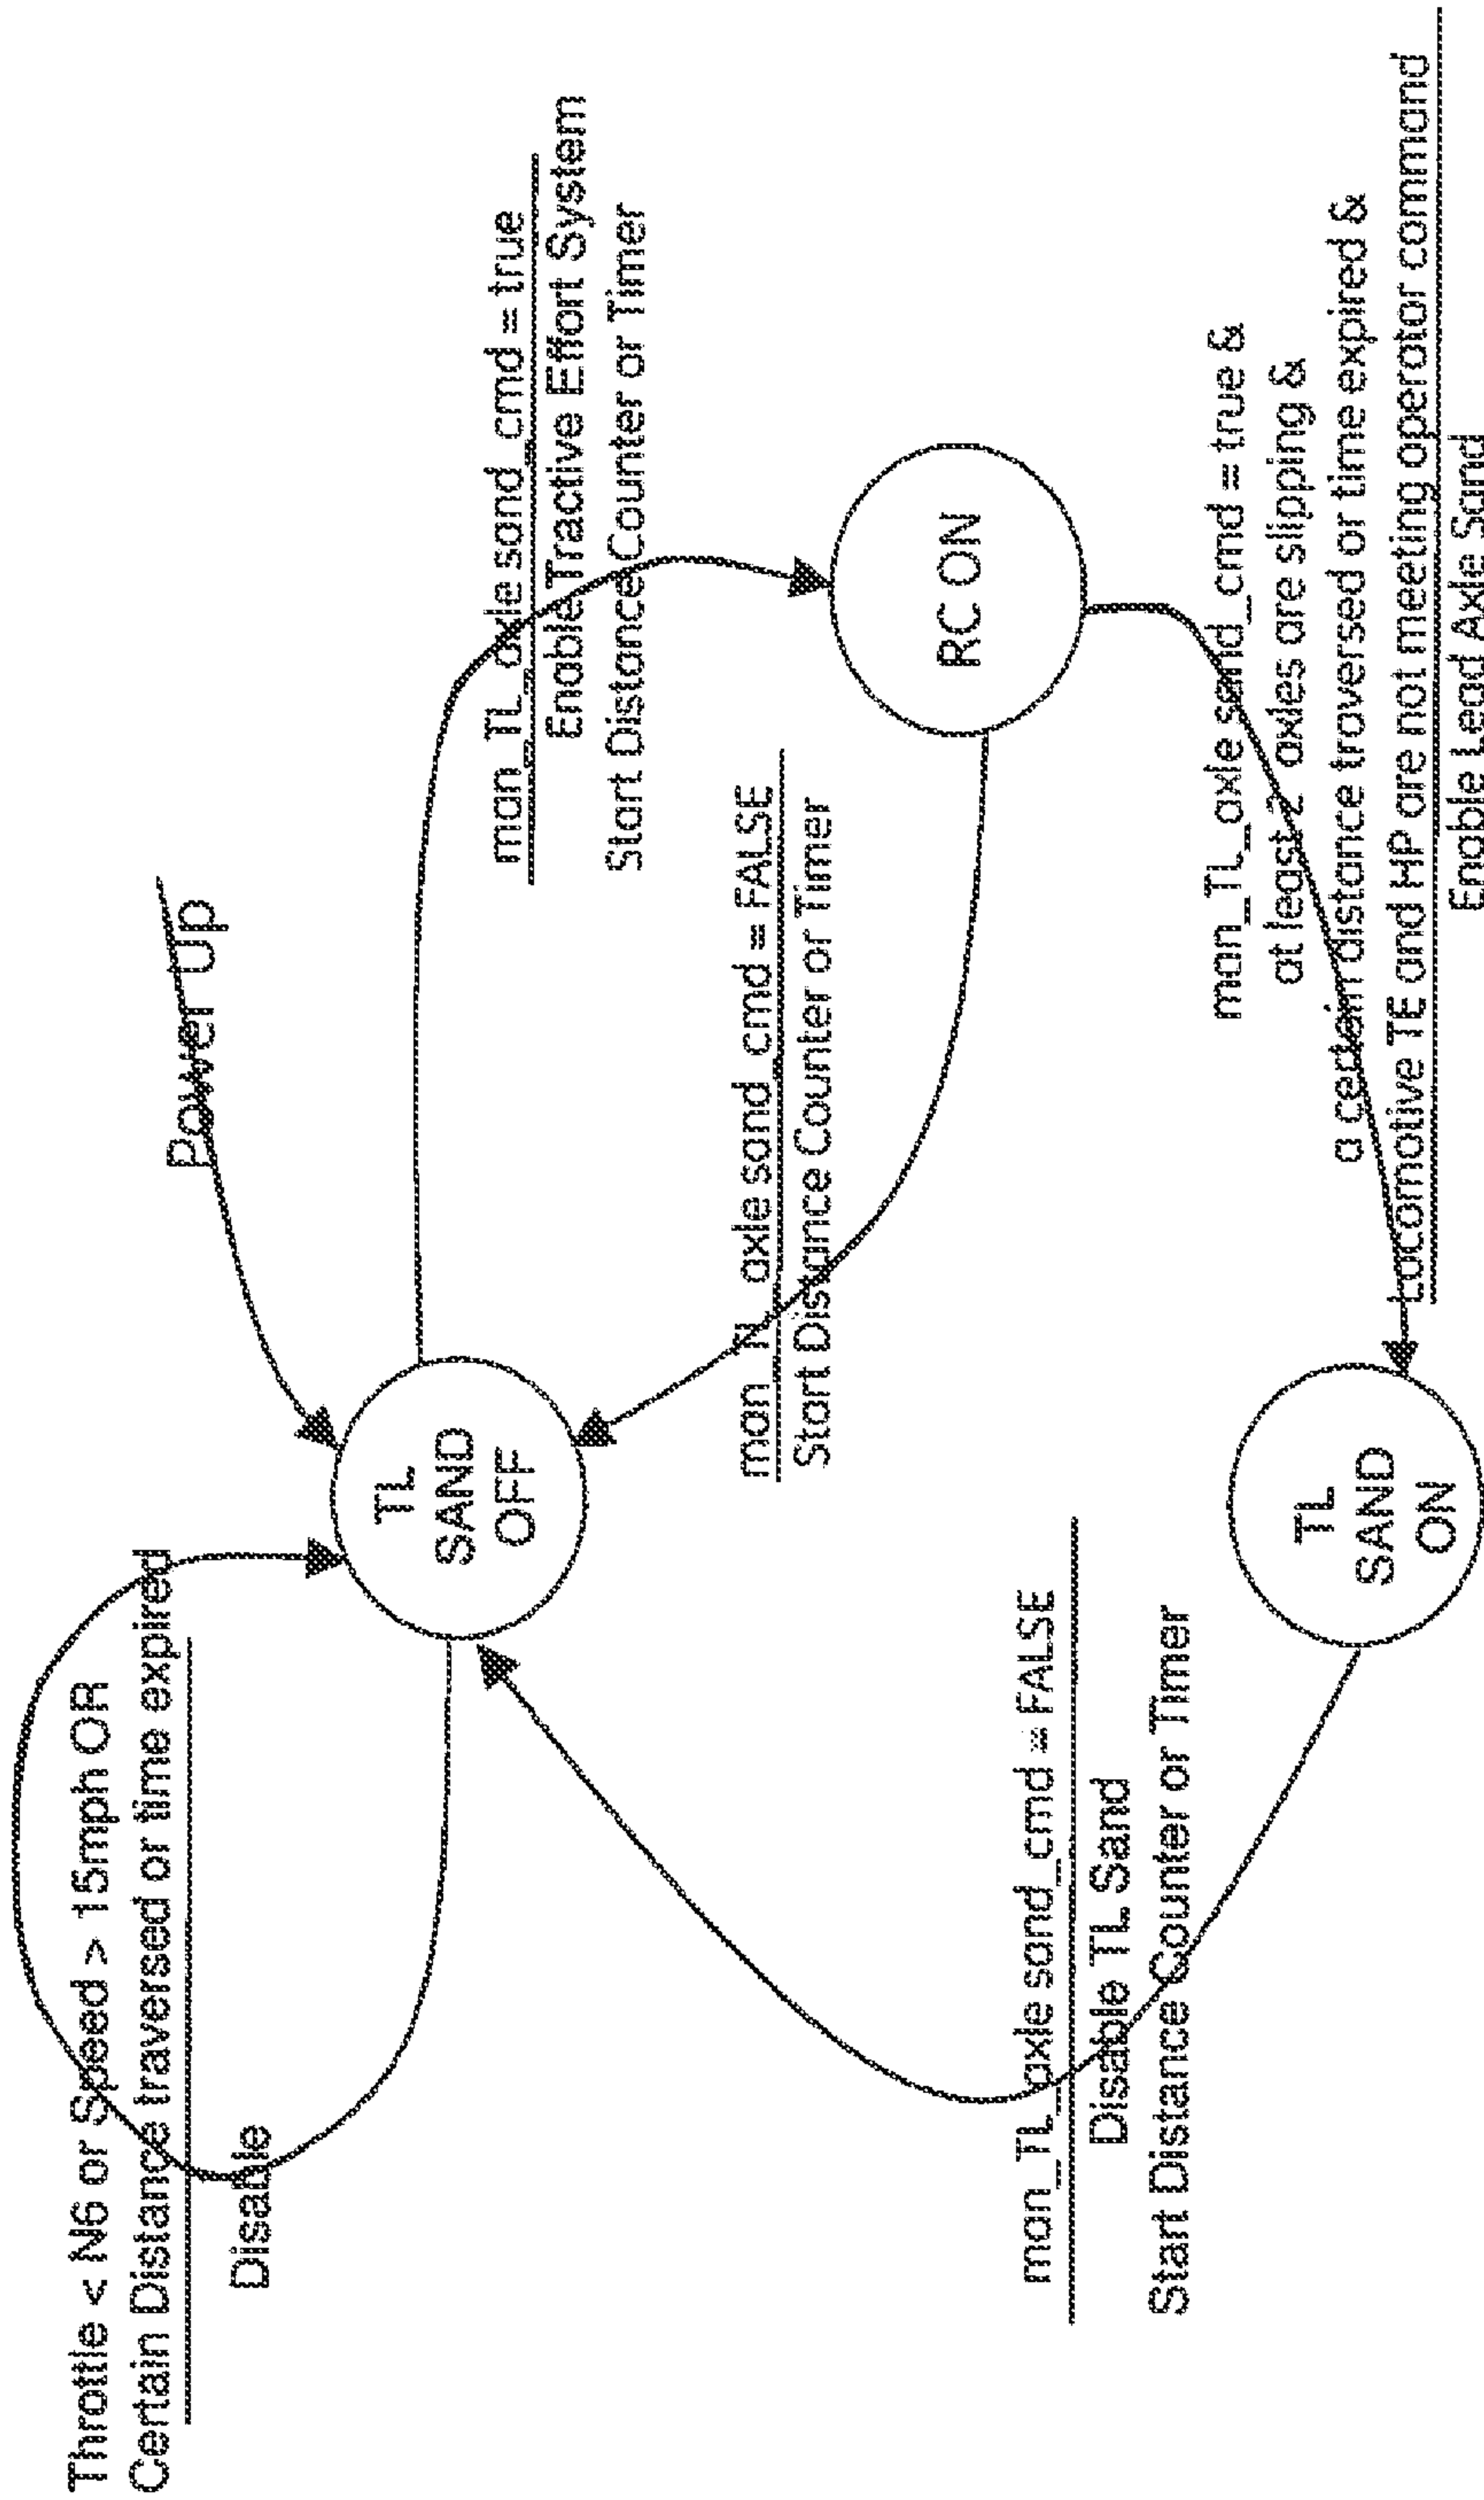 Throttle < N6 or Speed > 15mph OR
Certain Distance traversed or time expired
Disable
Power Up
TL
SAND
OFF
man_TL_axle sand_cmd = true
Enable Tractive Effort System
Start Distance Counter or Timer
man_N_axle sand_cmd = FALSE
Start Distance Counter or Timer
RC ON
man_TL_axle sand_cmd = FALSE
Disable TL Sand
Start Distance Counter or Timer
man_TL_axle sand_cmd = true &
at least 2 axles are slipping &
a certain distance traversed or time expired &
Locomotive TE and HP are not meeting operator command
Enable Lead Axle Sand
TL
SAND
ON